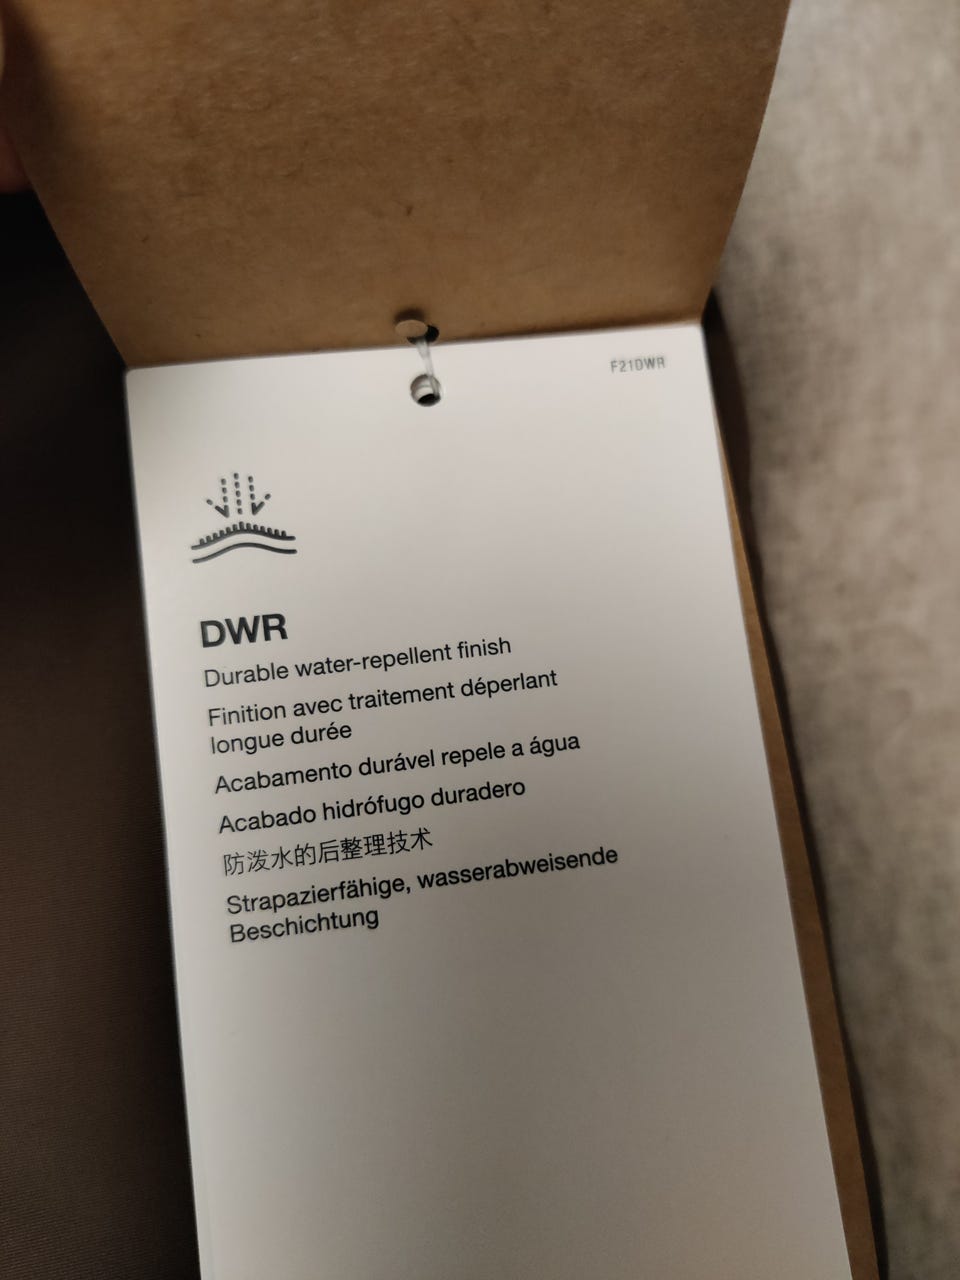 F21DWR
DWR
Durable water-repellent finish
Finition avec traitement déperlant
longue durée
Acabamento durável repele a água
Acabado hidrófugo duradero
防泼水的后整理技术
Strapazierfähige, wasserabweisende
Beschichtung